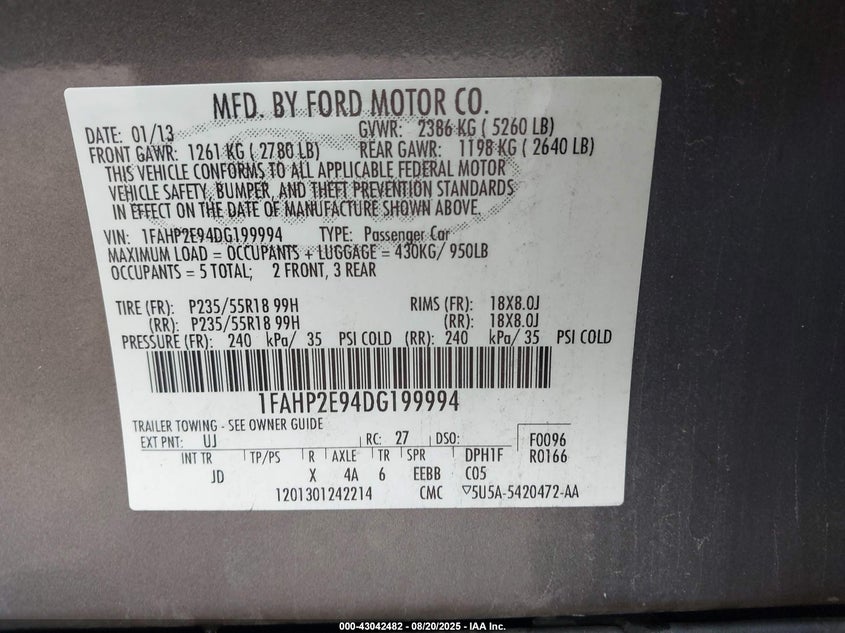 MFD. BY FORD MOTOR CO.
DATE: 01/13 GVWR: 2386 KG ( 5260 LB)
FRONT GAWR: 1261 KG ( 2780 LB) REAR GAWR: 1198 KG ( 2640 LB)
THIS VEHICLE CONFORMS TO ALL APPLICABLE FEDERAL MOTOR
VEHICLE SAFETY, BUMPER, AND THEFT PREVENTION STANDARDS
IN EFFECT ON THE DATE OF MANUFACTURE SHOWN ABOVE.
VIN: 1FAHP2E94DG199994 TYPE: Passenger Car
MAXIMUM LOAD = OCCUPANTS + LUGGAGE = 430KG/ 950LB
OCCUPANTS = 5 TOTAL; 2 FRONT, 3 REAR
TIRE (FR): P235/55R18 99H RIMS (FR): 18X8.0J
(RR): P235/55R18 99H (RR): 18X8.0J
PRESSURE (FR): 240 kPa/ 35 PSI COLD (RR): 240 kPa/ 35 PSI COLD
1FAHP2E94DG199994
TRAILER TOWING - SEE OWNER GUIDE
EXT PNT: UJ RC: 27 DSO: F0096
INT TR TP/PS R AXLE TR SPR DPH1F R0166
JD X 4A 6 EEBB C05
1201301242214 CMC ▽5U5A-5420472-AA
000-43042482 - 08/20/2025 - IAA Inc.